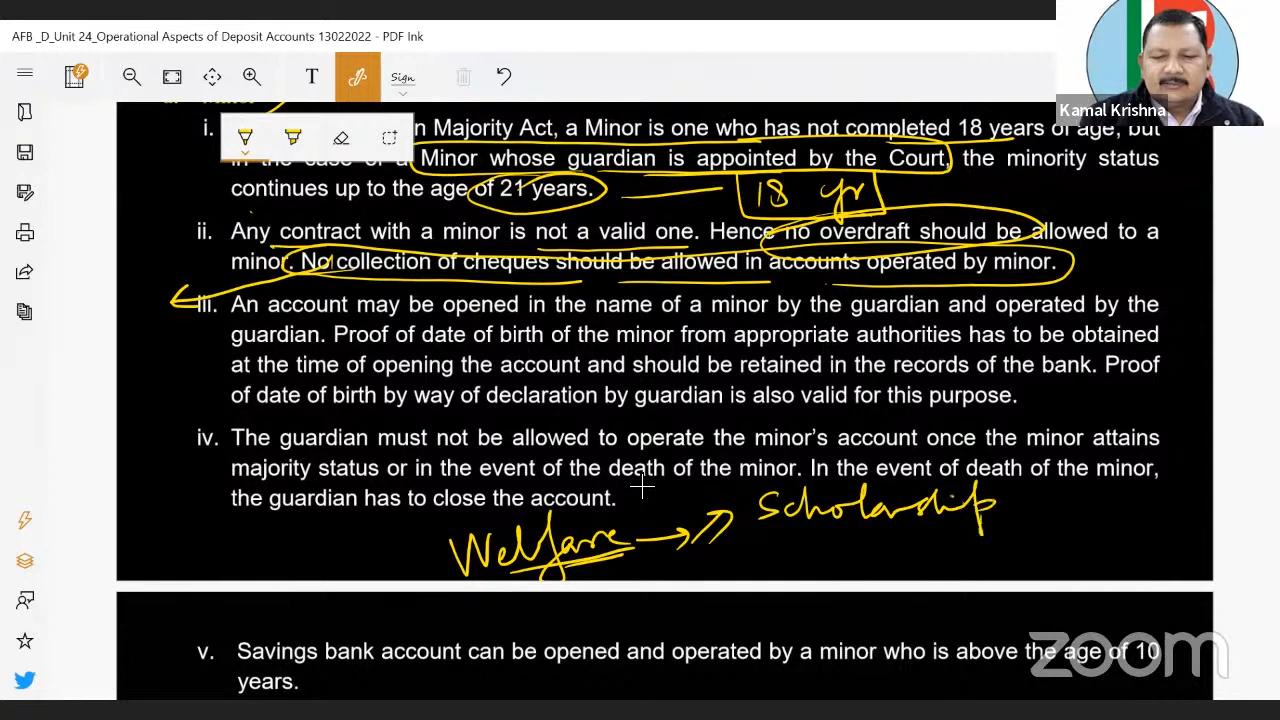 AFB _D_Unit 24_Operational Aspects of Deposit Accounts 13022022 - PDF Ink
T
Sign
Kamal Krishna
i. n Majority Act, a Minor is one who has not completed 18 years of age, but
in the case of a Minor whose guardian is appointed by the Court, the minority status
continues up to the age of 21 years.
18 yr
ii. Any contract with a minor is not a valid one. Hence no overdraft should be allowed to a
minor. No collection of cheques should be allowed in accounts operated by minor.
iii. An account may be opened in the name of a minor by the guardian and operated by the
guardian. Proof of date of birth of the minor from appropriate authorities has to be obtained
at the time of opening the account and should be retained in the records of the bank. Proof
of date of birth by way of declaration by guardian is also valid for this purpose.
iv. The guardian must not be allowed to operate the minor's account once the minor attains
majority status or in the event of the death of the minor. In the event of death of the minor,
the guardian has to close the account.
Welfare
Scholarship
v. Savings bank account can be opened and operated by a minor who is above the age of 10
years.
zoom